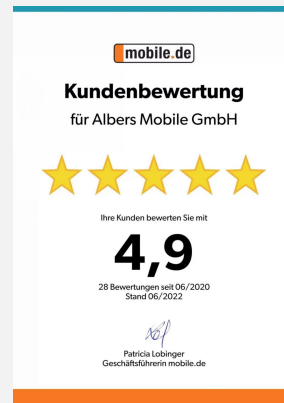 mobile.de
Kundenbewertung
für Albers Mobile GmbH
Ihre Kunden bewerten Sie mit
4,9
28 Bewertungen seit 06/2020
Stand 06/2022
Patricia Lobinger
Geschäftsführerin mobile.de